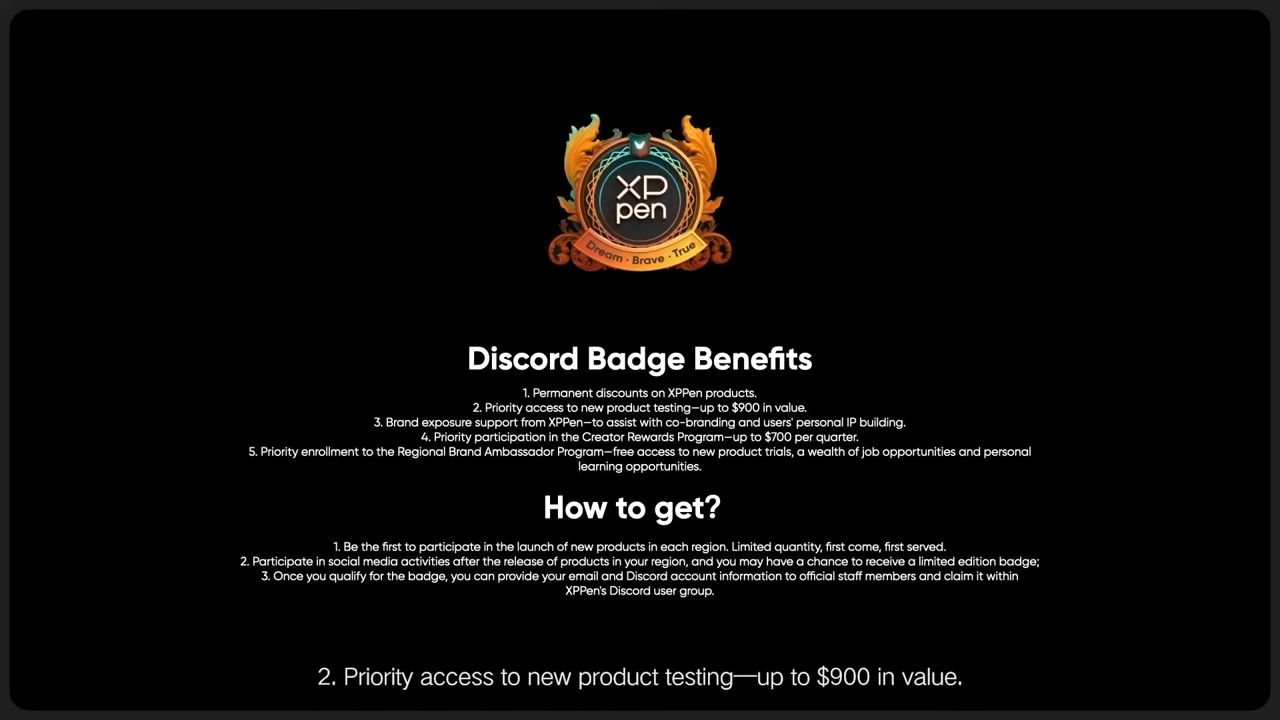 XP
pen
Dream · Brave · True
Discord Badge Benefits
1. Permanent discounts on XPPen products.
2. Priority access to new product testing—up to $900 in value.
3. Brand exposure support from XPPen—to assist with co-branding and users' personal IP building.
4. Priority participation in the Creator Rewards Program—up to $700 per quarter.
5. Priority enrollment to the Regional Brand Ambassador Program—free access to new product trials, a wealth of job opportunities and personal
learning opportunities.
How to get?
1. Be the first to participate in the launch of new products in each region. Limited quantity, first come, first served.
2. Participate in social media activities after the release of products in your region, and you may have a chance to receive a limited edition badge;
3. Once you qualify for the badge, you can provide your email and Discord account information to official staff members and claim it within
XPPen's Discord user group.
2. Priority access to new product testing—up to $900 in value.